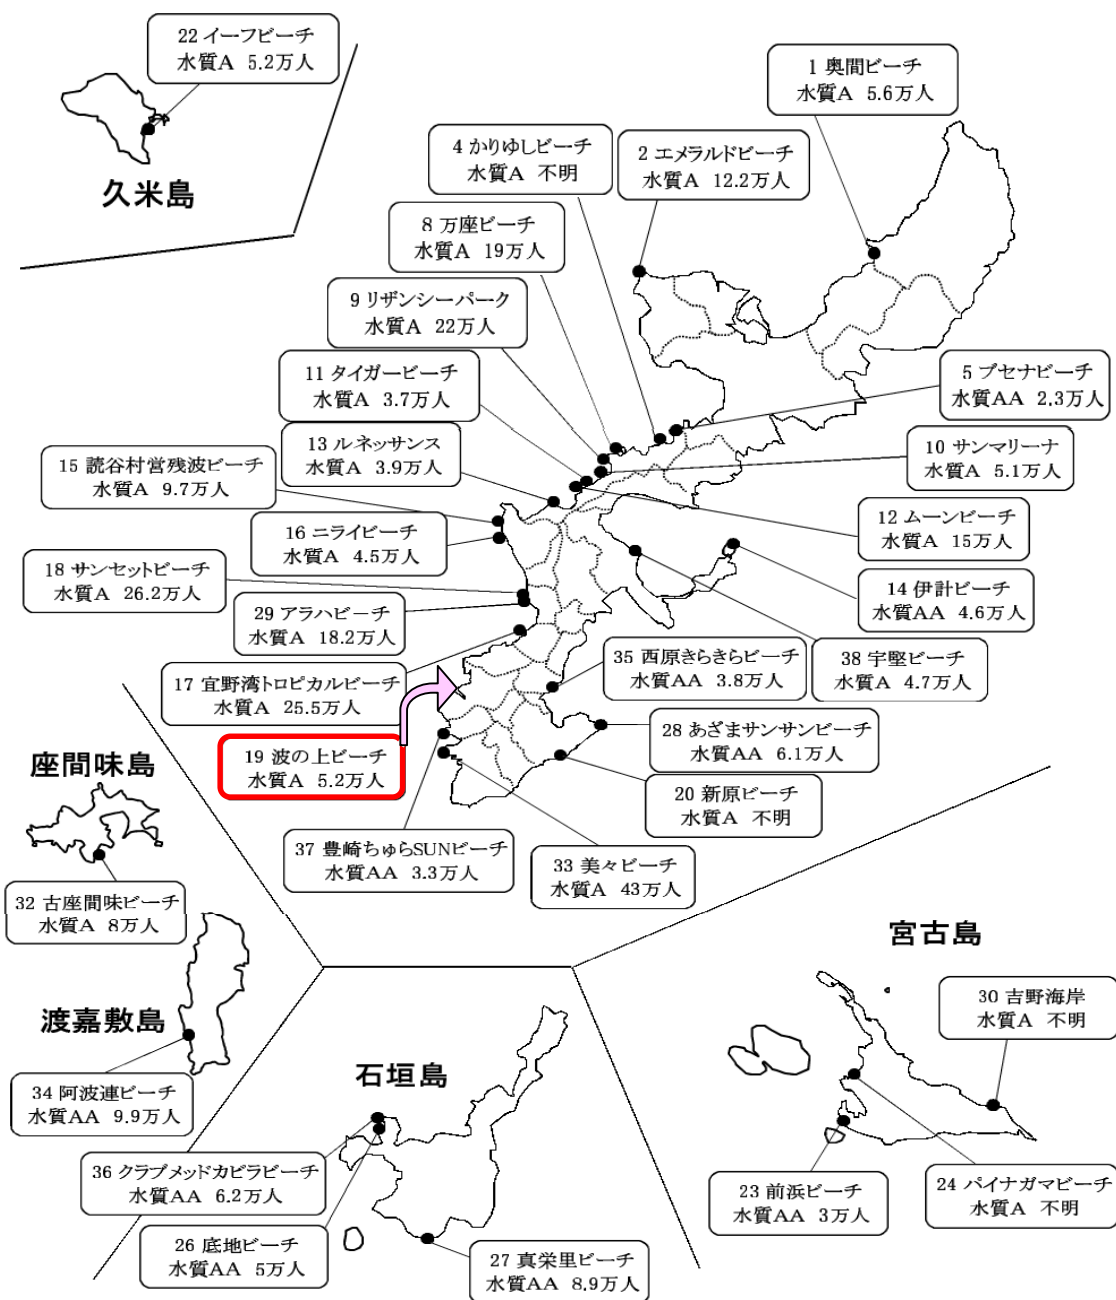 22 イーフビーチ
水質A 5.2万人
久米島
1 奥間ビーチ
水質A 5.6万人
4 かりゆしビーチ
水質A 不明
2 エメラルドビーチ
水質A 12.2万人
8 万座ビーチ
水質A 19万人
9 リザンシーパーク
水質A 22万人
11 タイガービーチ
水質A 3.7万人
5 ブセナビーチ
水質AA 2.3万人
13 ルネッサンス
水質A 3.9万人
10 サンマリーナ
水質A 5.1万人
15 読谷村営残波ビーチ
水質A 9.7万人
16 ニライビーチ
水質A 4.5万人
12 ムーンビーチ
水質A 15万人
18 サンセットビーチ
水質A 26.2万人
14 伊計ビーチ
水質AA 4.6万人
29 アラハビーチ
水質A 18.2万人
35 西原きらきらビーチ
水質AA 3.8万人
38 宇堅ビーチ
水質A 4.7万人
17 宜野湾トロピカルビーチ
水質A 25.5万人
28 あざまサンサンビーチ
水質AA 6.1万人
19 波の上ビーチ
水質A 5.2万人
20 新原ビーチ
水質A 不明
座間味島
37 豊崎ちゅらSUNビーチ
水質AA 3.3万人
33 美々ビーチ
水質A 43万人
32 古座間味ビーチ
水質A 8万人
宮古島
30 吉野海岸
水質A 不明
渡嘉敷島
石垣島
34 阿波連ビーチ
水質AA 9.9万人
36 クラブメッドカビラビーチ
水質AA 6.2万人
23 前浜ビーチ
水質AA 3万人
24 パイナガマビーチ
水質A 不明
26 底地ビーチ
水質AA 5万人
27 真栄里ビーチ
水質AA 8.9万人